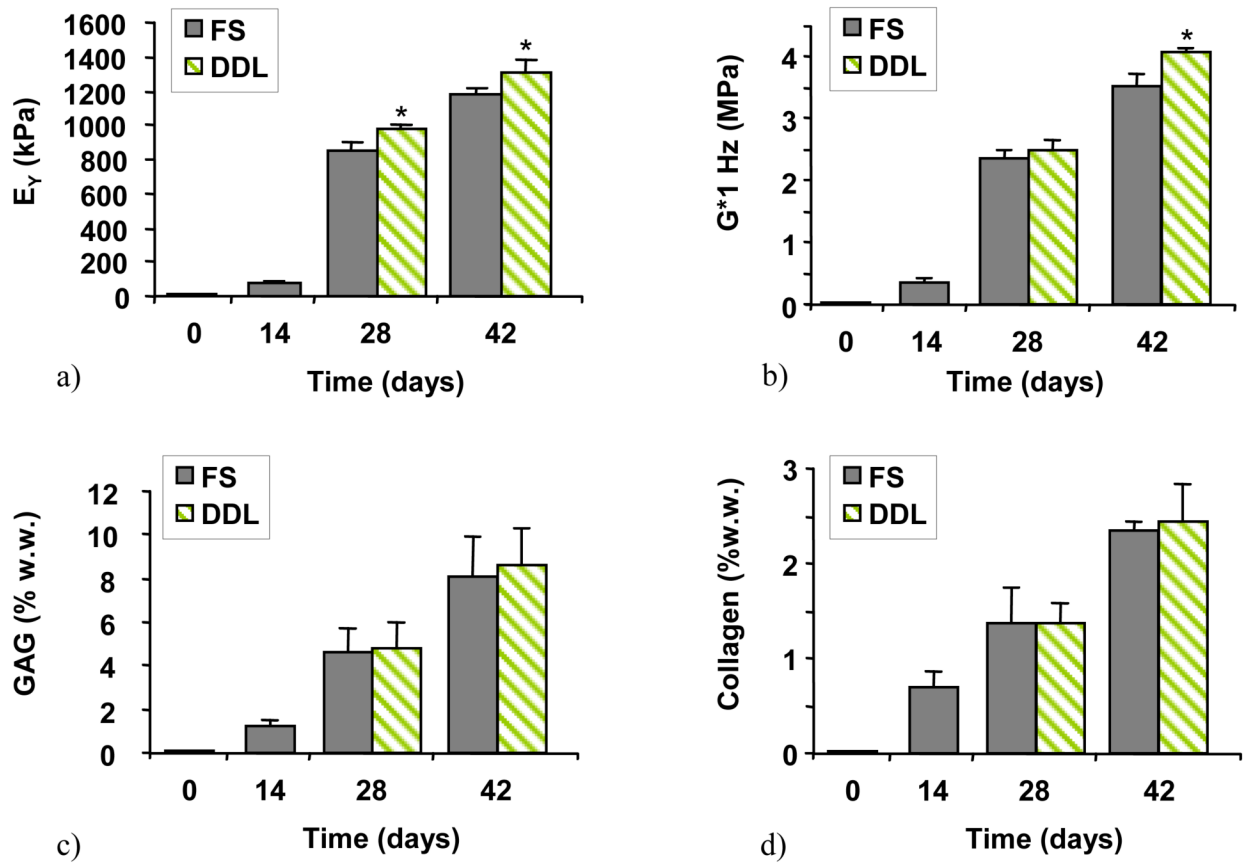 FS
DDL
1600
1400
1200
1000
800
600
400
200
0
E_Y (kPa)
*
*
0 14 28 42
Time (days)
a)
FS
DDL
4
3
2
1
0
G*1 Hz (MPa)
*
0 14 28 42
Time (days)
b)
FS
DDL
12
10
8
6
4
2
0
GAG (% w.w.)
0 14 28 42
Time (days)
c)
FS
DDL
3
2
1
0
Collagen (%w.w.)
0 14 28 42
Time (days)
d)